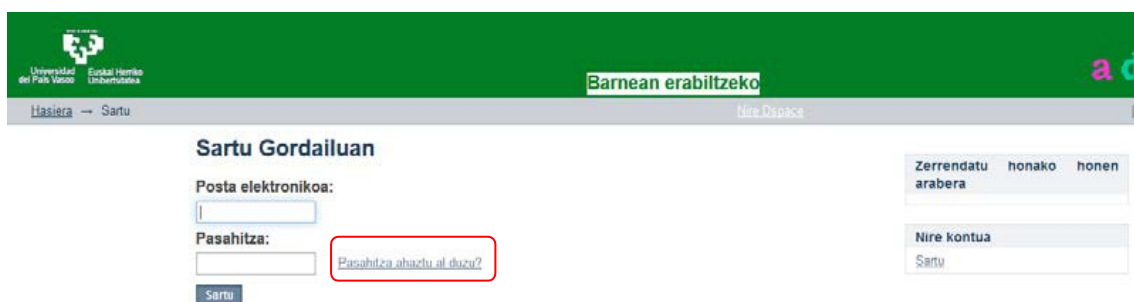 Universidad
del País Vasco
Euskal Herriko
Unibertsitatea
Barnean erabiltzeko
Hasiera → Sartu
Nire Dspace
Sartu Gordailuan
Posta elektronikoa:
Pasahitza:
Pasahitza ahaztu al duzu?
Sartu
Zerrendatu honako honen
arabera
Nire kontua
Sartu